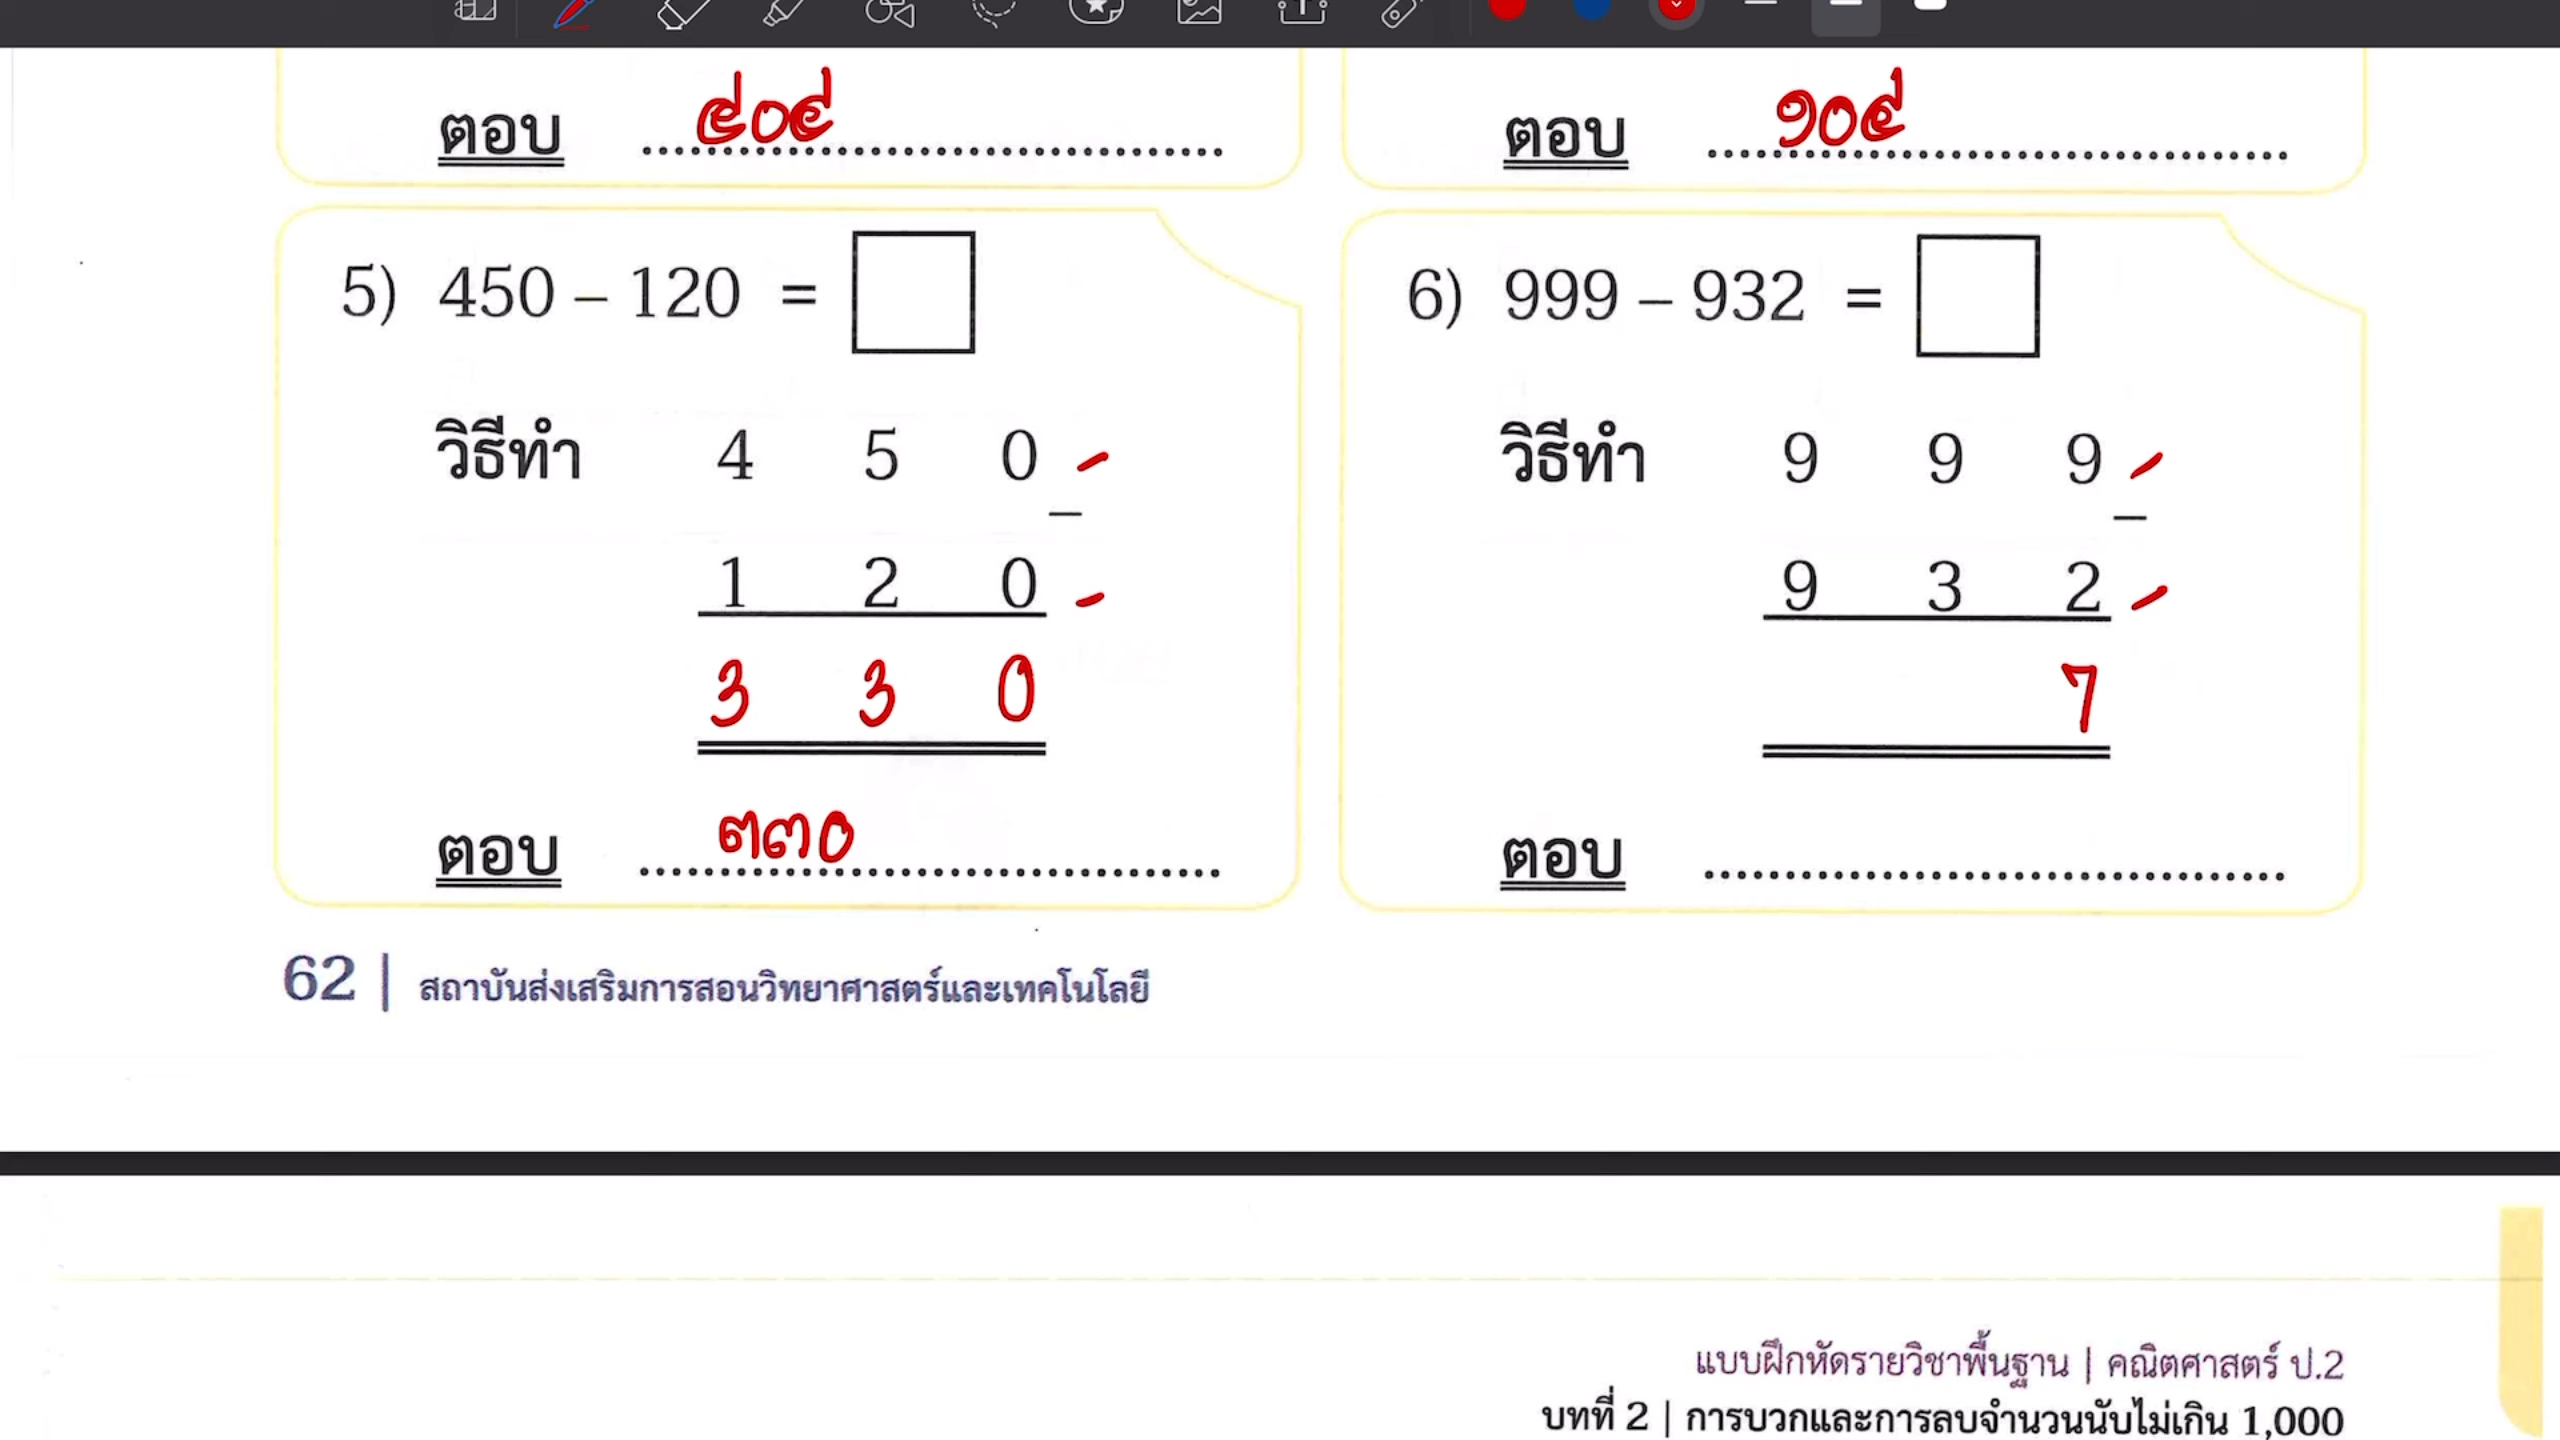 ตอบ
ตอบ
5) 450 – 120 =
วิธีทำ 4 5 0
–
1 2 0
3 3 0
ตอบ ๓๓๐
6) 999 – 932 =
วิธีทำ 9 9 9
–
9 3 2
7
ตอบ
62 | สถาบันส่งเสริมการสอนวิทยาศาสตร์และเทคโนโลยี
แบบฝึกหัดรายวิชาพื้นฐาน | คณิตศาสตร์ ป.2
บทที่ 2 | การบวกและการลบจำนวนนับไม่เกิน 1,000